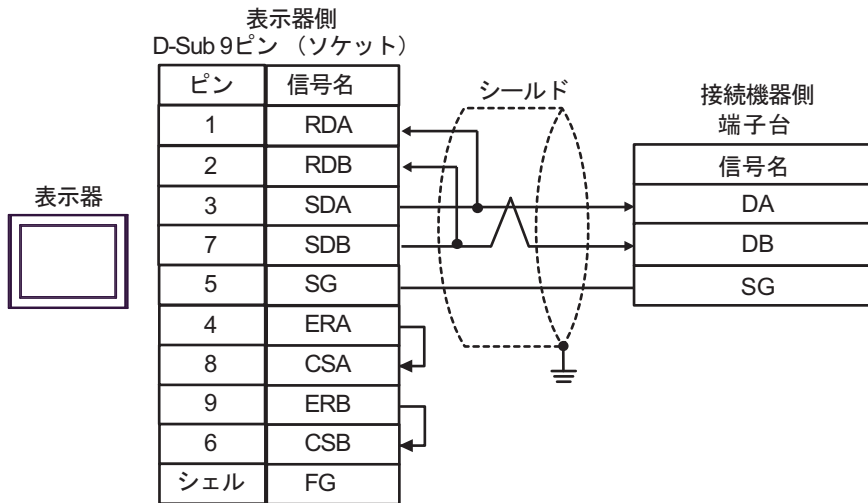 表示器側
D-Sub 9ピン （ソケット）
ピン 信号名
1 RDA
2 RDB
3 SDA
7 SDB
5 SG
4 ERA
8 CSA
9 ERB
6 CSB
シェル FG
表示器
シールド
接続機器側
端子台
信号名
DA
DB
SG